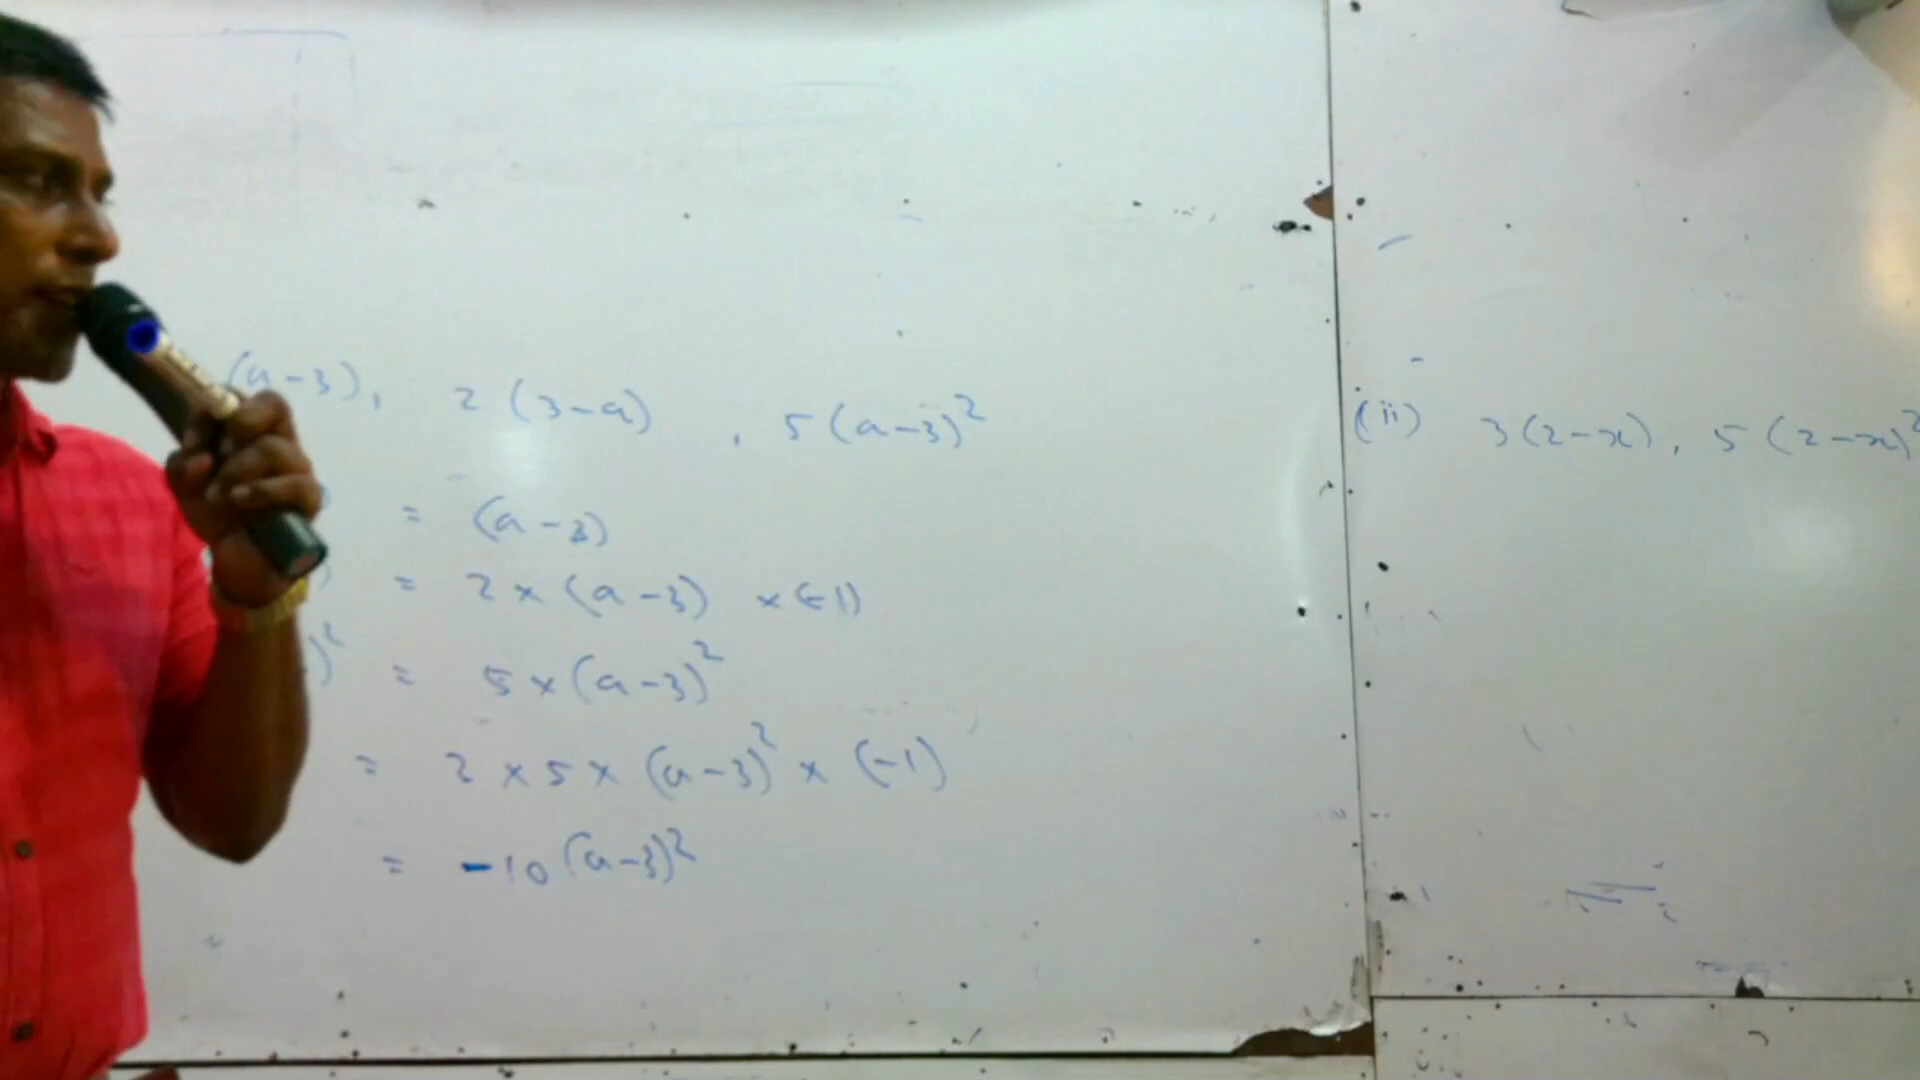 (a-3), 2(3-a), 5(a-3)²
= (a-3)
) = 2×(a-3) ×(-1)
)² = 5×(a-3)²
= 2×5×(a-3)²×(-1)
= -10(a-3)²
(ii) 3(2-x), 5(2-x)²